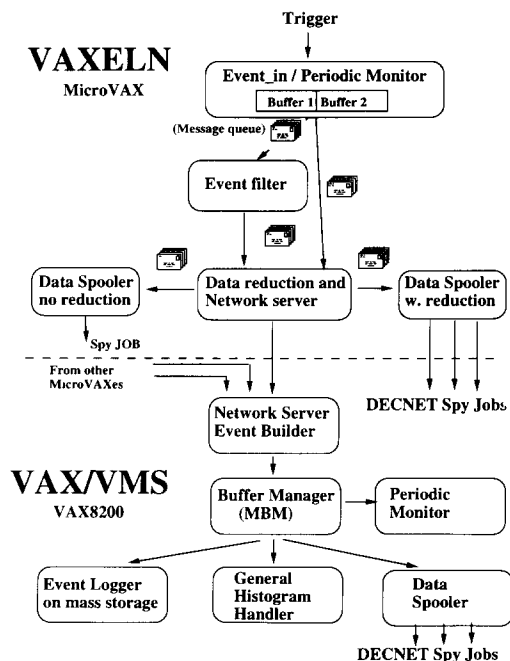 Trigger
VAXELN
MicroVAX
Event_in / Periodic Monitor
Buffer 1 Buffer 2
(Message queue)
Event filter
Data Spooler
no reduction
Data reduction and
Network server
Data Spooler
w. reduction
Spy JOB
From other
MicroVAXes
DECNET Spy Jobs
Network Server
Event Builder
VAX/VMS
VAX8200
Buffer Manager
(MBM)
Periodic
Monitor
Event Logger
on mass storage
General
Histogram
Handler
Data
Spooler
DECNET Spy Jobs